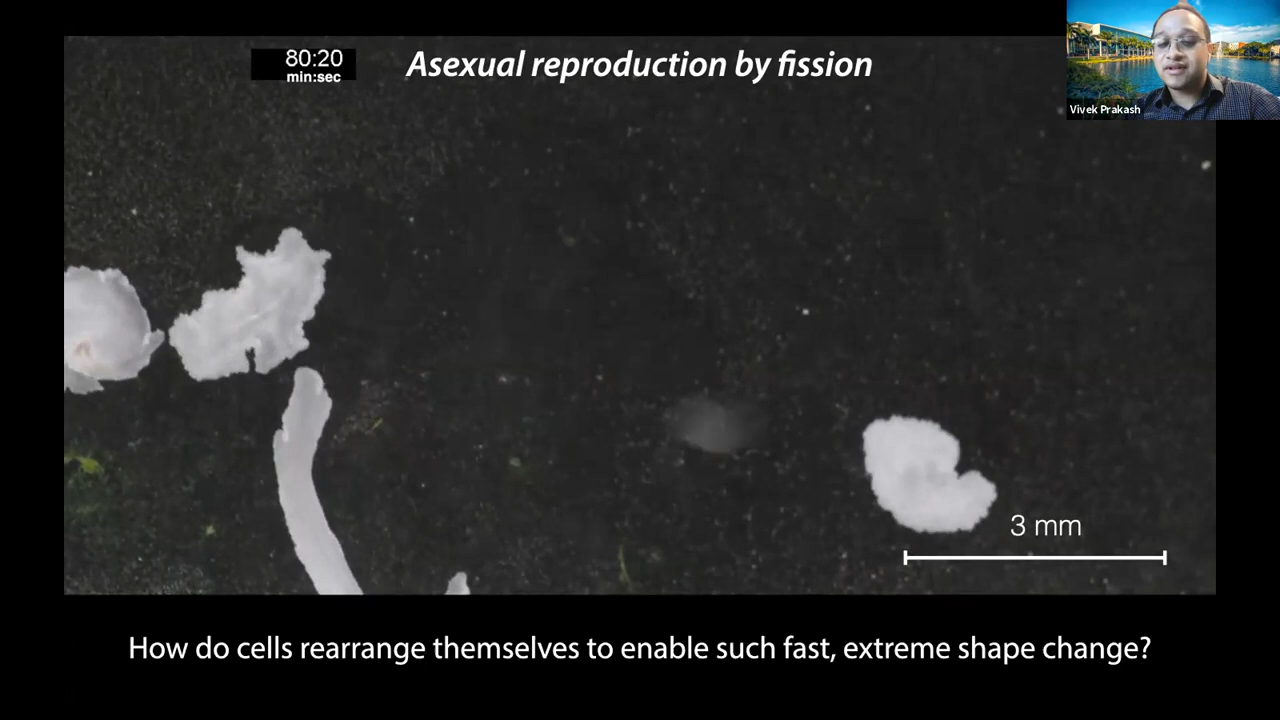 80:20
min:sec
Asexual reproduction by fission
Vivek Prakash
3 mm
How do cells rearrange themselves to enable such fast, extreme shape change?